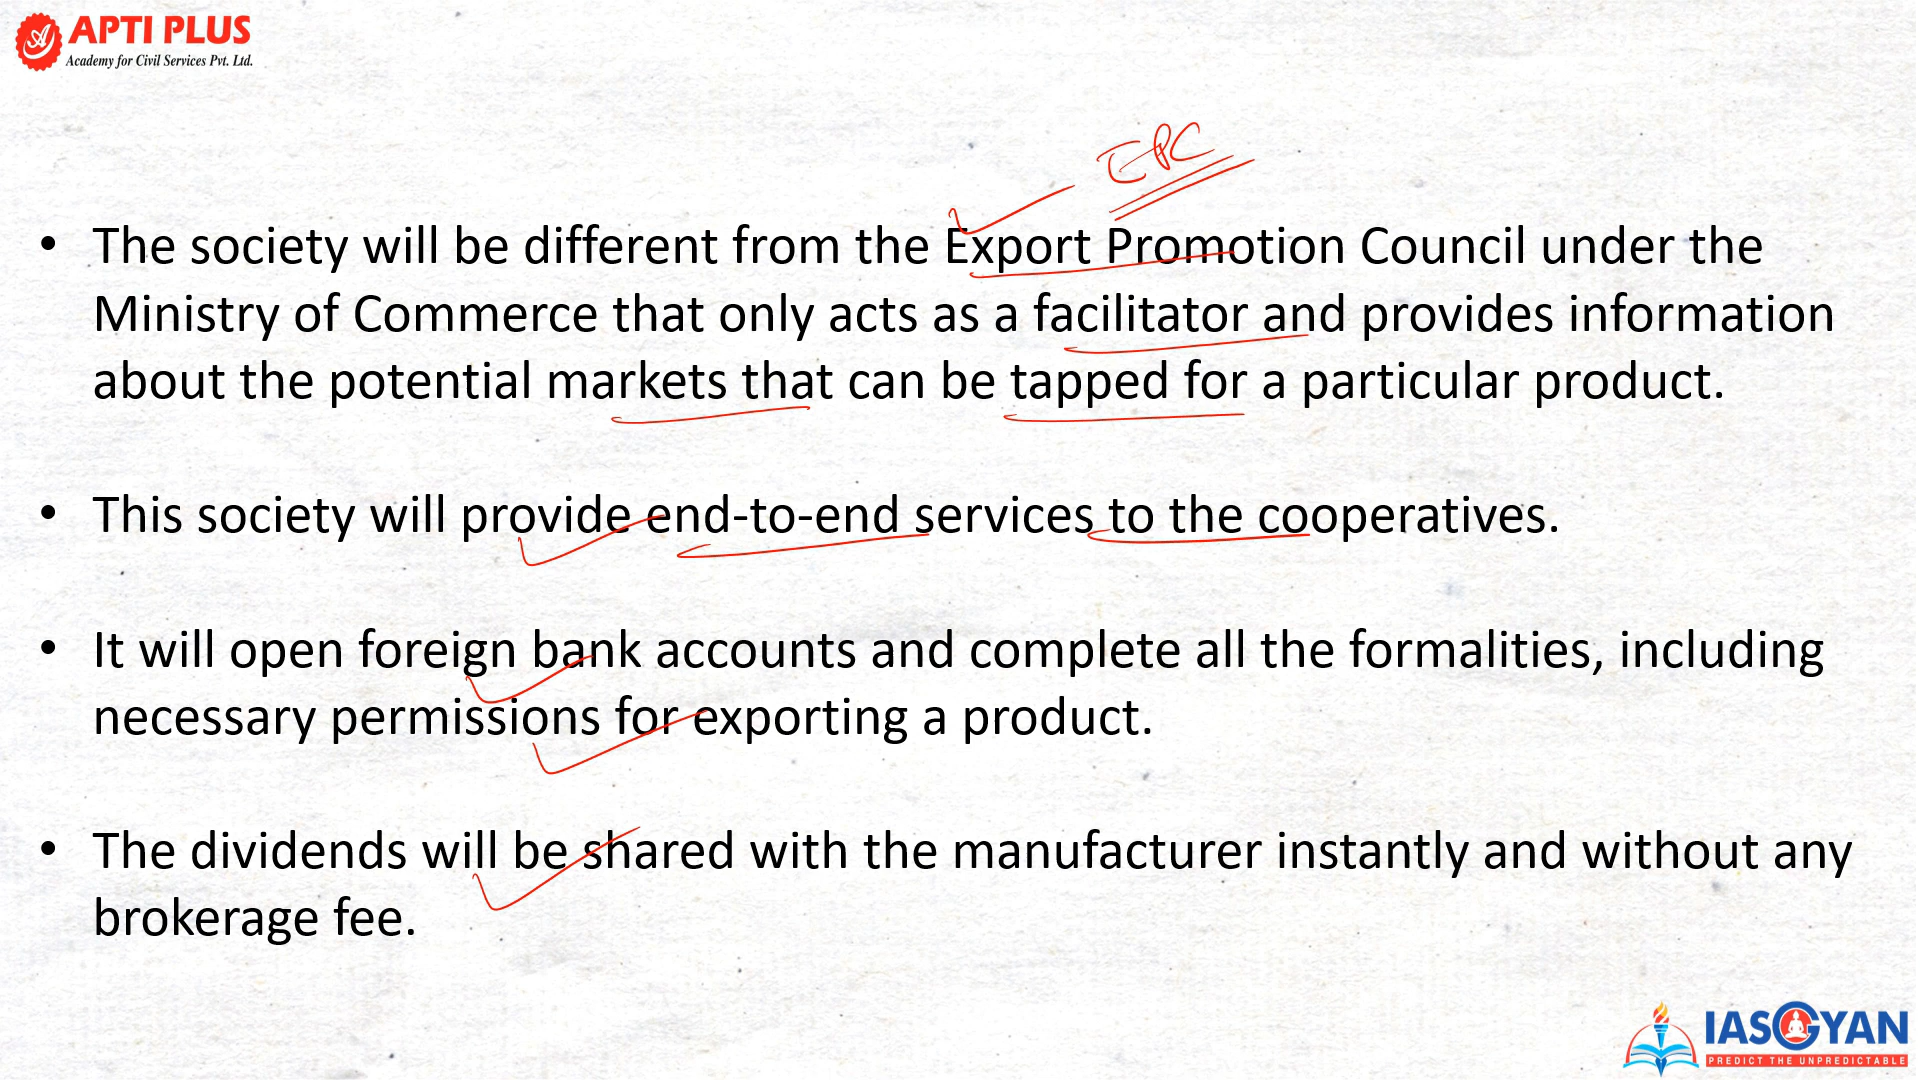 APTI PLUS
Academy for Civil Services Pvt. Ltd.
EPC
• The society will be different from the Export Promotion Council under the
Ministry of Commerce that only acts as a facilitator and provides information
about the potential markets that can be tapped for a particular product.
• This society will provide end-to-end services to the cooperatives.
• It will open foreign bank accounts and complete all the formalities, including
necessary permissions for exporting a product.
• The dividends will be shared with the manufacturer instantly and without any
brokerage fee.
IASGYAN
PREDICT THE UNPREDICTABLE